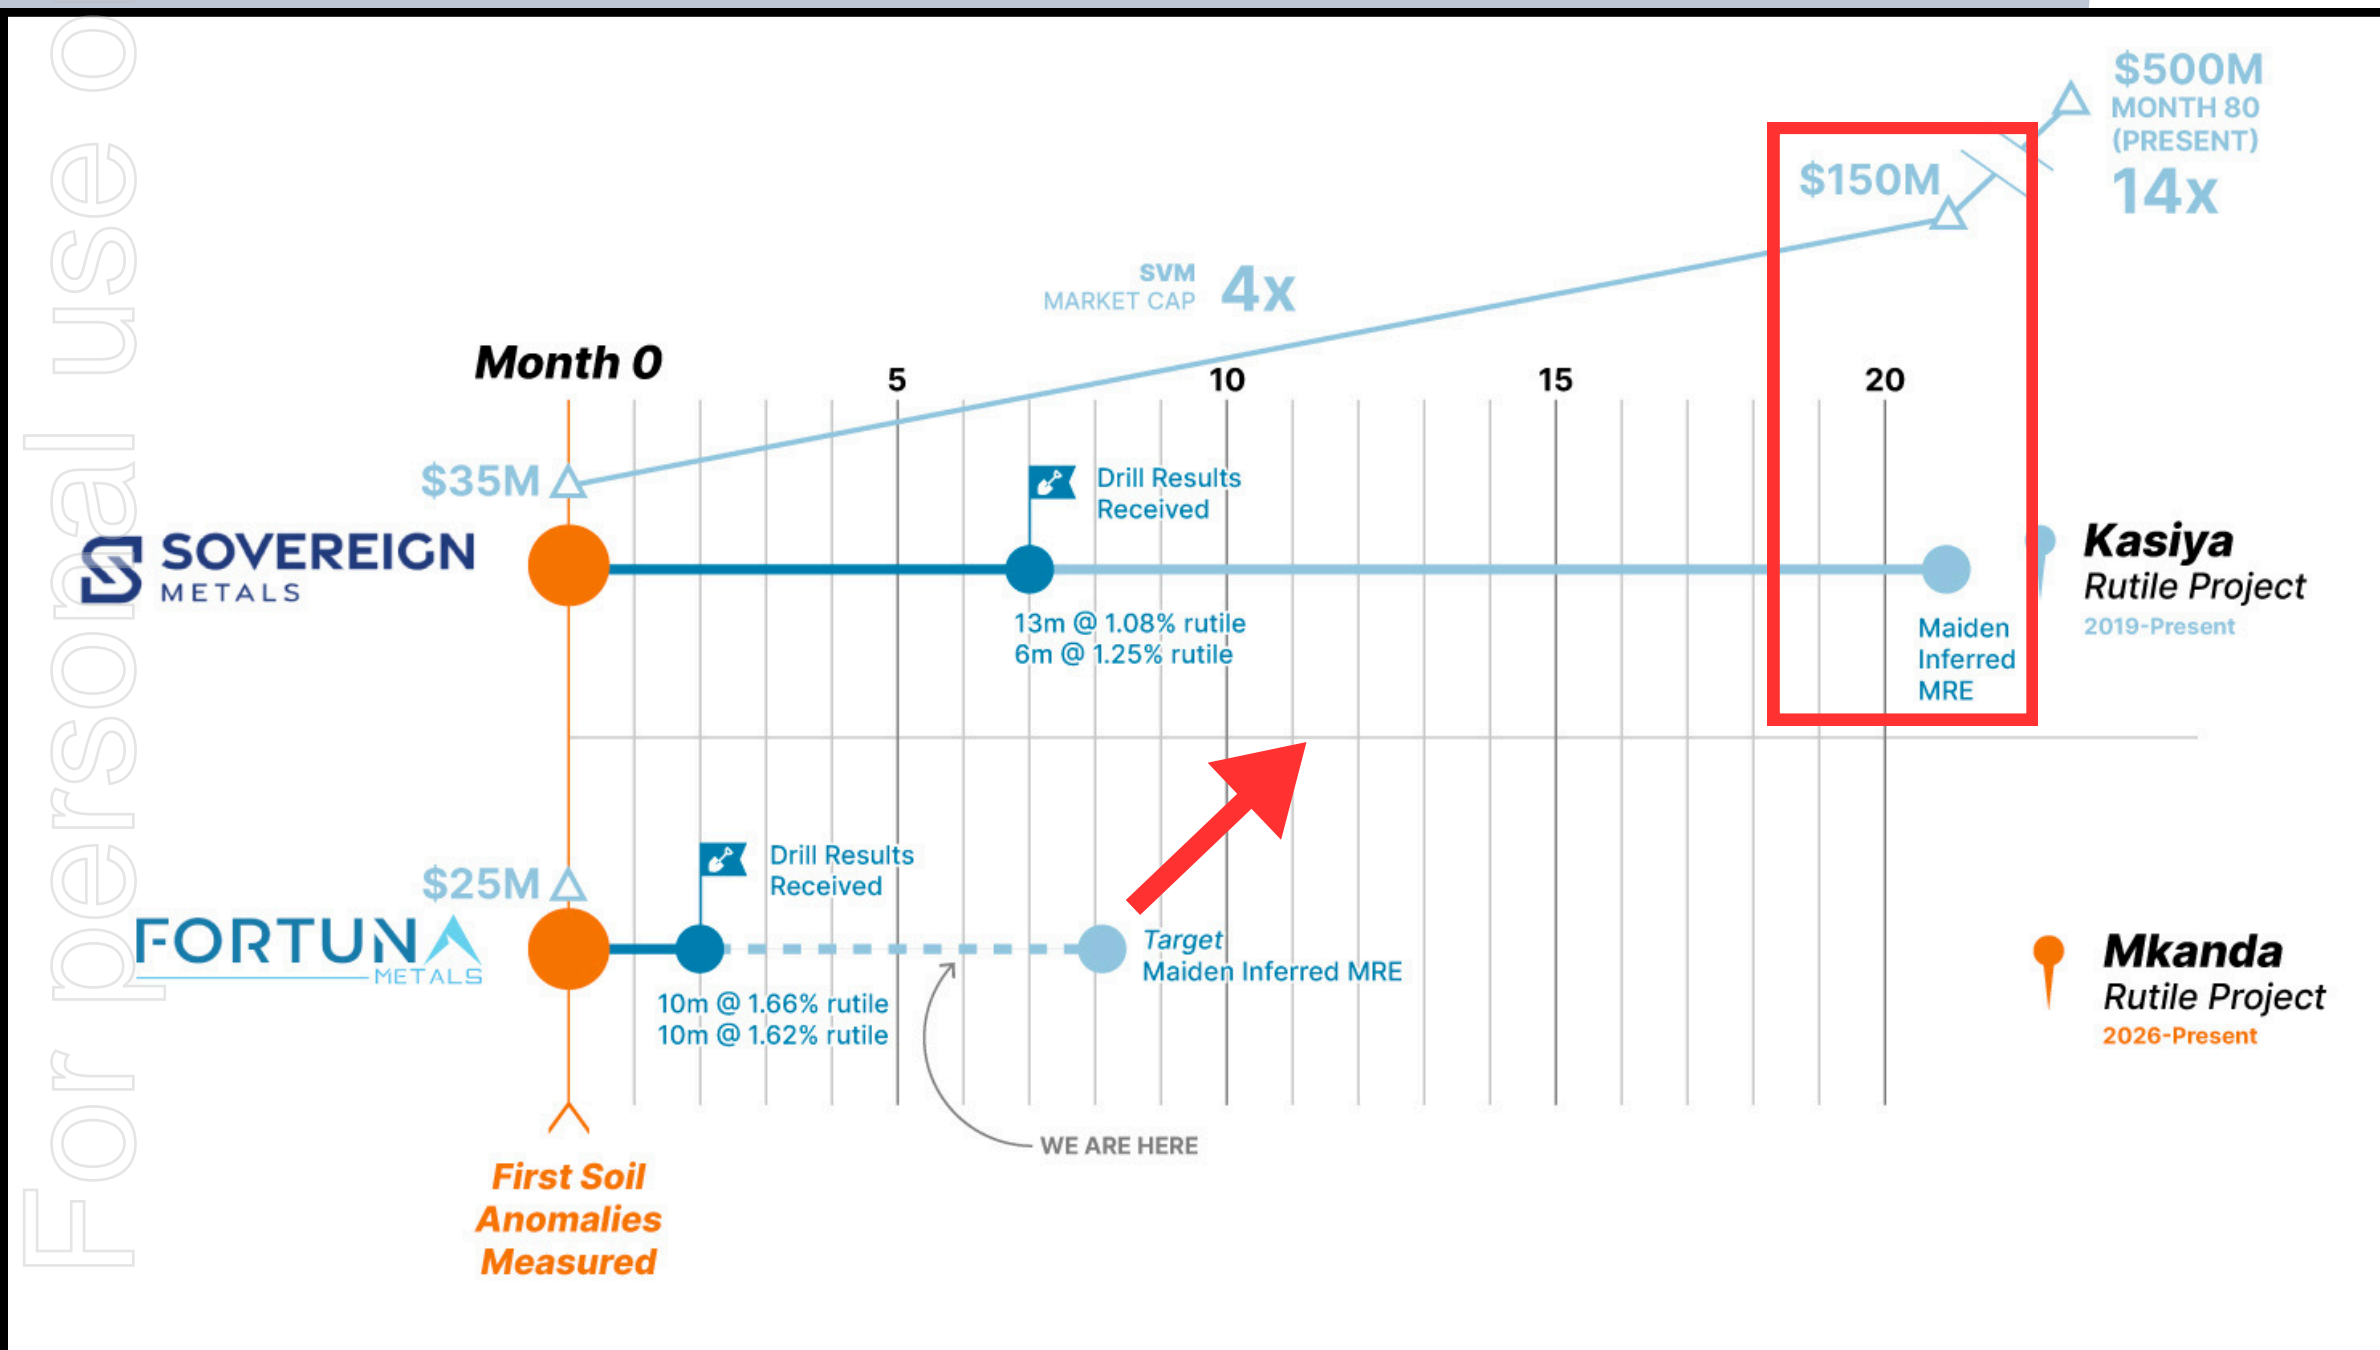 For personal use o
$500M
MONTH 80
(PRESENT)
14x
$150M
SVM
MARKET CAP
4x
Month 0
5
10
15
20
$35M
Drill Results
Received
SOVEREIGN
METALS
13m @ 1.08% rutile
6m @ 1.25% rutile
Maiden
Inferred
MRE
Kasiya
Rutile Project
2019-Present
$25M
Drill Results
Received
FORTUNA
METALS
10m @ 1.66% rutile
10m @ 1.62% rutile
Target
Maiden Inferred MRE
Mkanda
Rutile Project
2026-Present
WE ARE HERE
First Soil
Anomalies
Measured